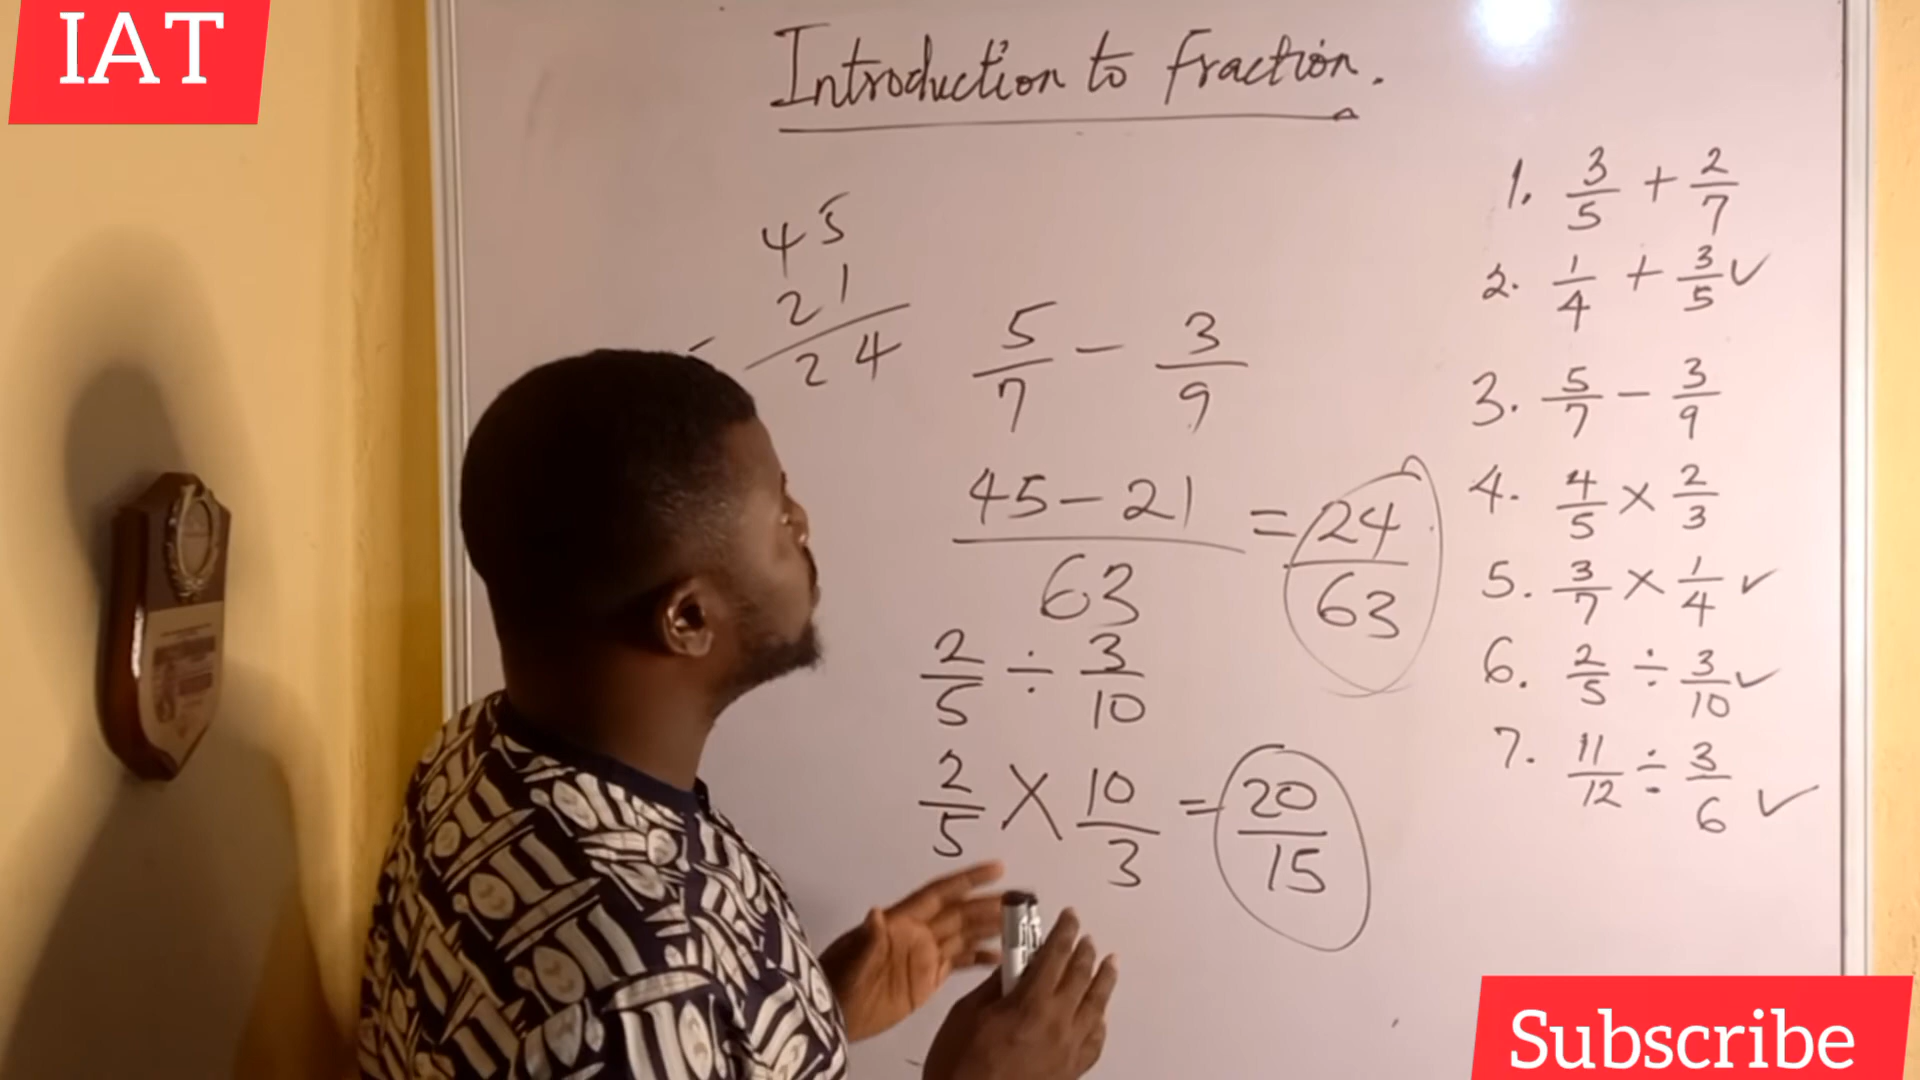 IAT
Introduction to Fraction.
45
- 21
24
5/7 - 3/9
45 - 21 / 63 = 24/63
2/5 ÷ 3/10
2/5 × 10/3 = 20/15
1. 3/5 + 2/7
2. 1/4 + 3/5 ✓
3. 5/7 - 3/9
4. 4/5 × 2/3
5. 3/7 × 1/4 ✓
6. 2/5 ÷ 3/10 ✓
7. 11/12 ÷ 3/6 ✓
Subscribe